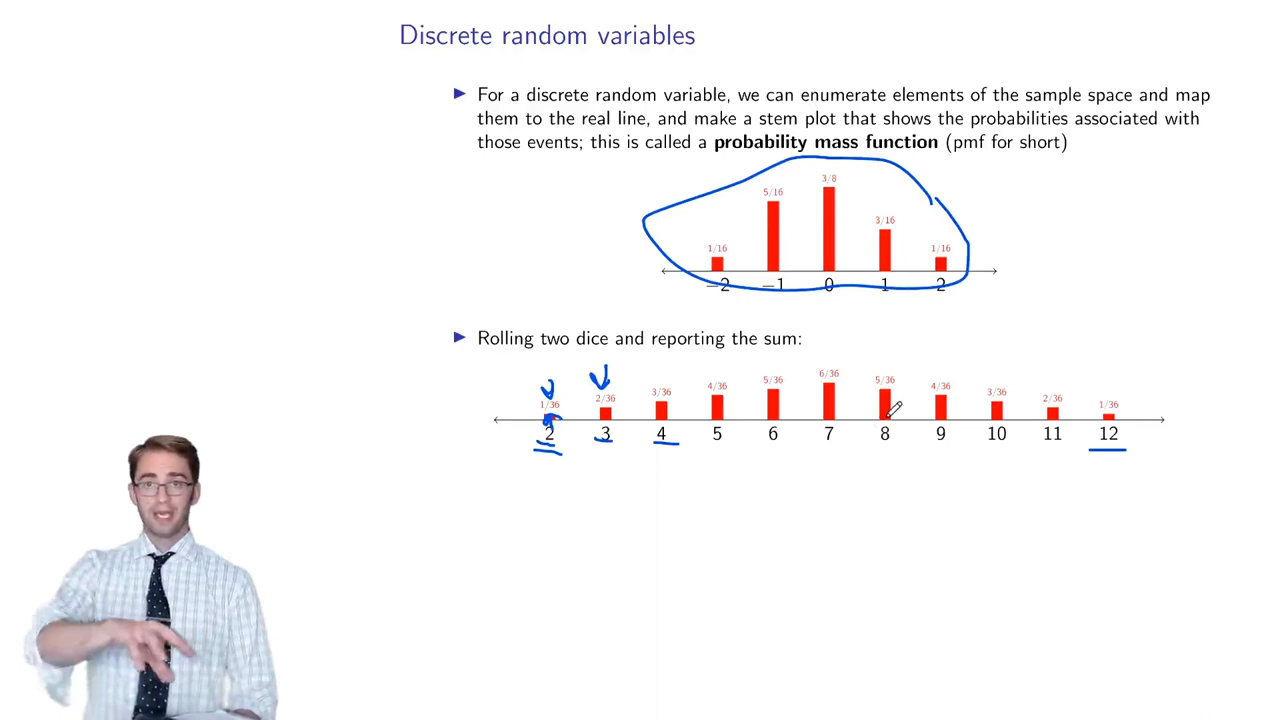 Discrete random variables
▶ For a discrete random variable, we can enumerate elements of the sample space and map
them to the real line, and make a stem plot that shows the probabilities associated with
those events; this is called a probability mass function (pmf for short)
1/16 5/16 3/8 3/16 1/16
−2 −1 0 1 2
▶ Rolling two dice and reporting the sum:
1/36 2/36 3/36 4/36 5/36 6/36 5/36 4/36 3/36 2/36 1/36
2 3 4 5 6 7 8 9 10 11 12